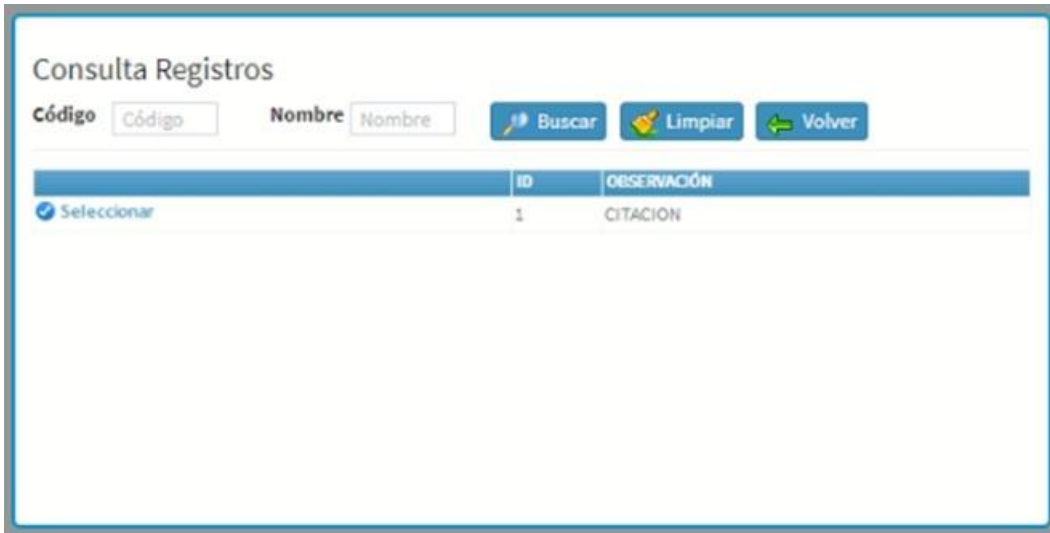 Consulta Registros
Código Código Nombre Nombre Buscar Limpiar Volver
ID OBSERVACIÓN
Seleccionar 1 CITACION